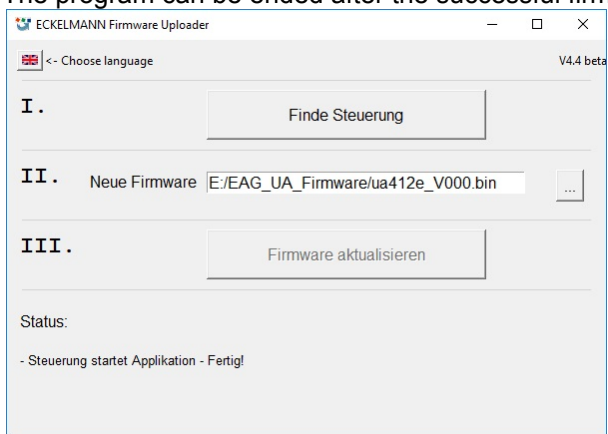 The program can be ended after the successful firm
ECKELMANN Firmware Uploader
<- Choose language V4.4 beta
I. Finde Steuerung
II. Neue Firmware E:/EAG_UA_Firmware/ua412e_V000.bin ...
III. Firmware aktualisieren
Status:
- Steuerung startet Applikation - Fertig!